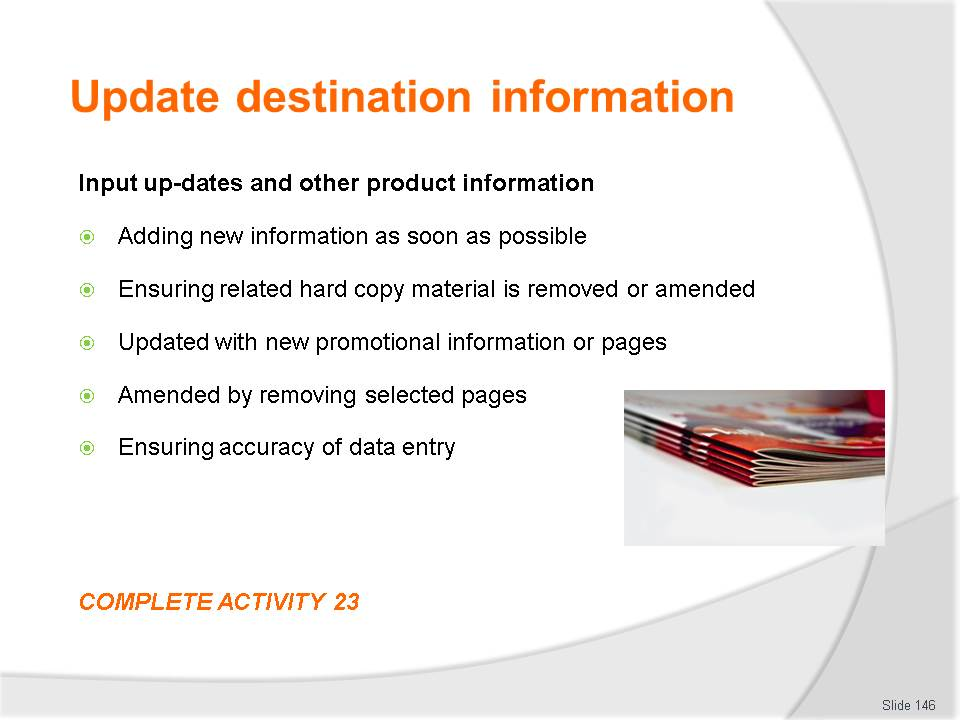 Update destination information
Input up-dates and other product information
Adding new information as soon as possible
Ensuring related hard copy material is removed or amended
Updated with new promotional information or pages
Amended by removing selected pages
Ensuring accuracy of data entry
COMPLETE ACTIVITY 23
Slide 146